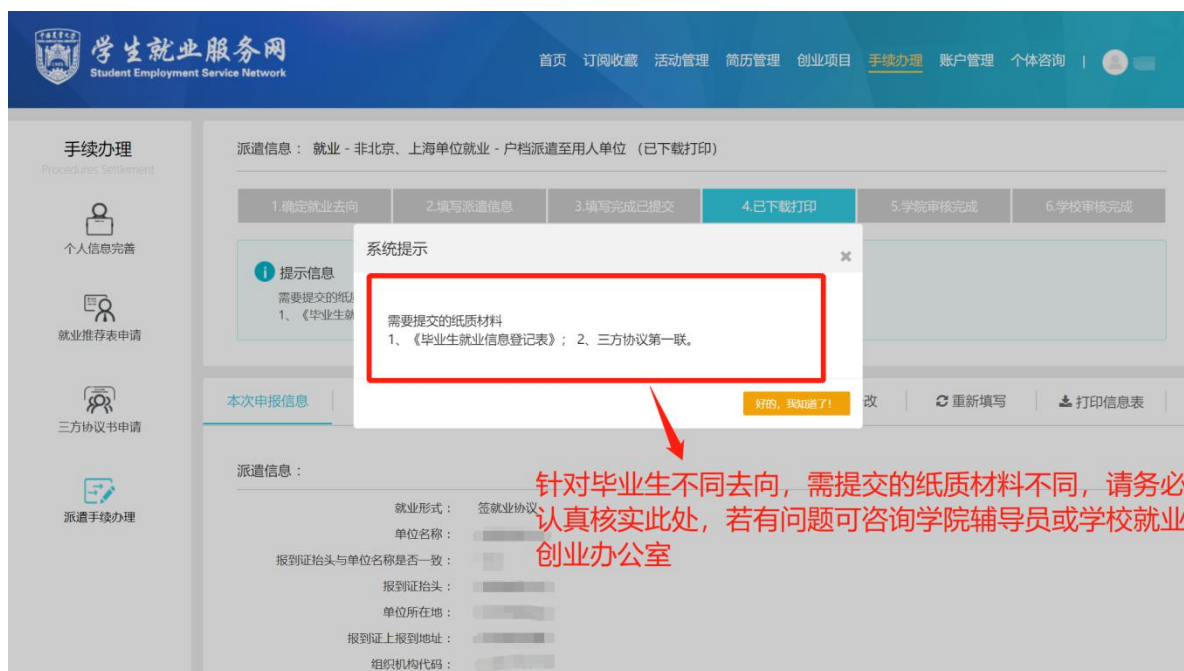 学生就业服务网
Student Employment Service Network
首页 订阅收藏 活动管理 简历管理 创业项目 手续办理 账户管理 个体咨询 |
手续办理
Procedures Settlement
个人信息完善
就业推荐表申请
三方协议书申请
派遣手续办理
派遣信息： 就业 - 非北京、上海单位就业 - 户档派遣至用人单位 （已下载打印）
1.确定就业去向 2.填写派遣信息 3.填写完成已提交 4.已下载打印 5.学院审核完成 6.学校审核完成
提示信息
需要提交的纸
1、《毕业生就
系统提示
×
需要提交的纸质材料
1、《毕业生就业信息登记表》； 2、三方协议第一联。
好的，我知道了！
本次申报信息
改 重新填写 打印信息表
针对毕业生不同去向，需提交的纸质材料不同，请务必
认真核实此处，若有问题可咨询学院辅导员或学校就业
创业办公室
派遣信息：
就业形式： 签就业协议
单位名称：
报到证抬头与单位名称是否一致：
报到证抬头：
单位所在地：
报到证上报到地址：
组织机构代码：